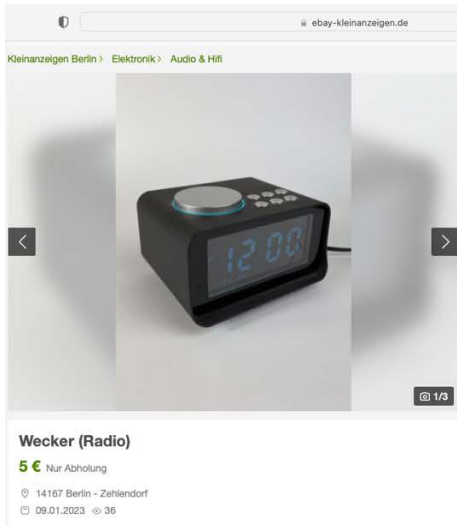 ebay-kleinanzeigen.de
Kleinanzeigen Berlin > Elektronik > Audio & Hifi
12:00
1/3
Wecker (Radio)
5 € Nur Abholung
14167 Berlin - Zehlendorf
09.01.2023 36